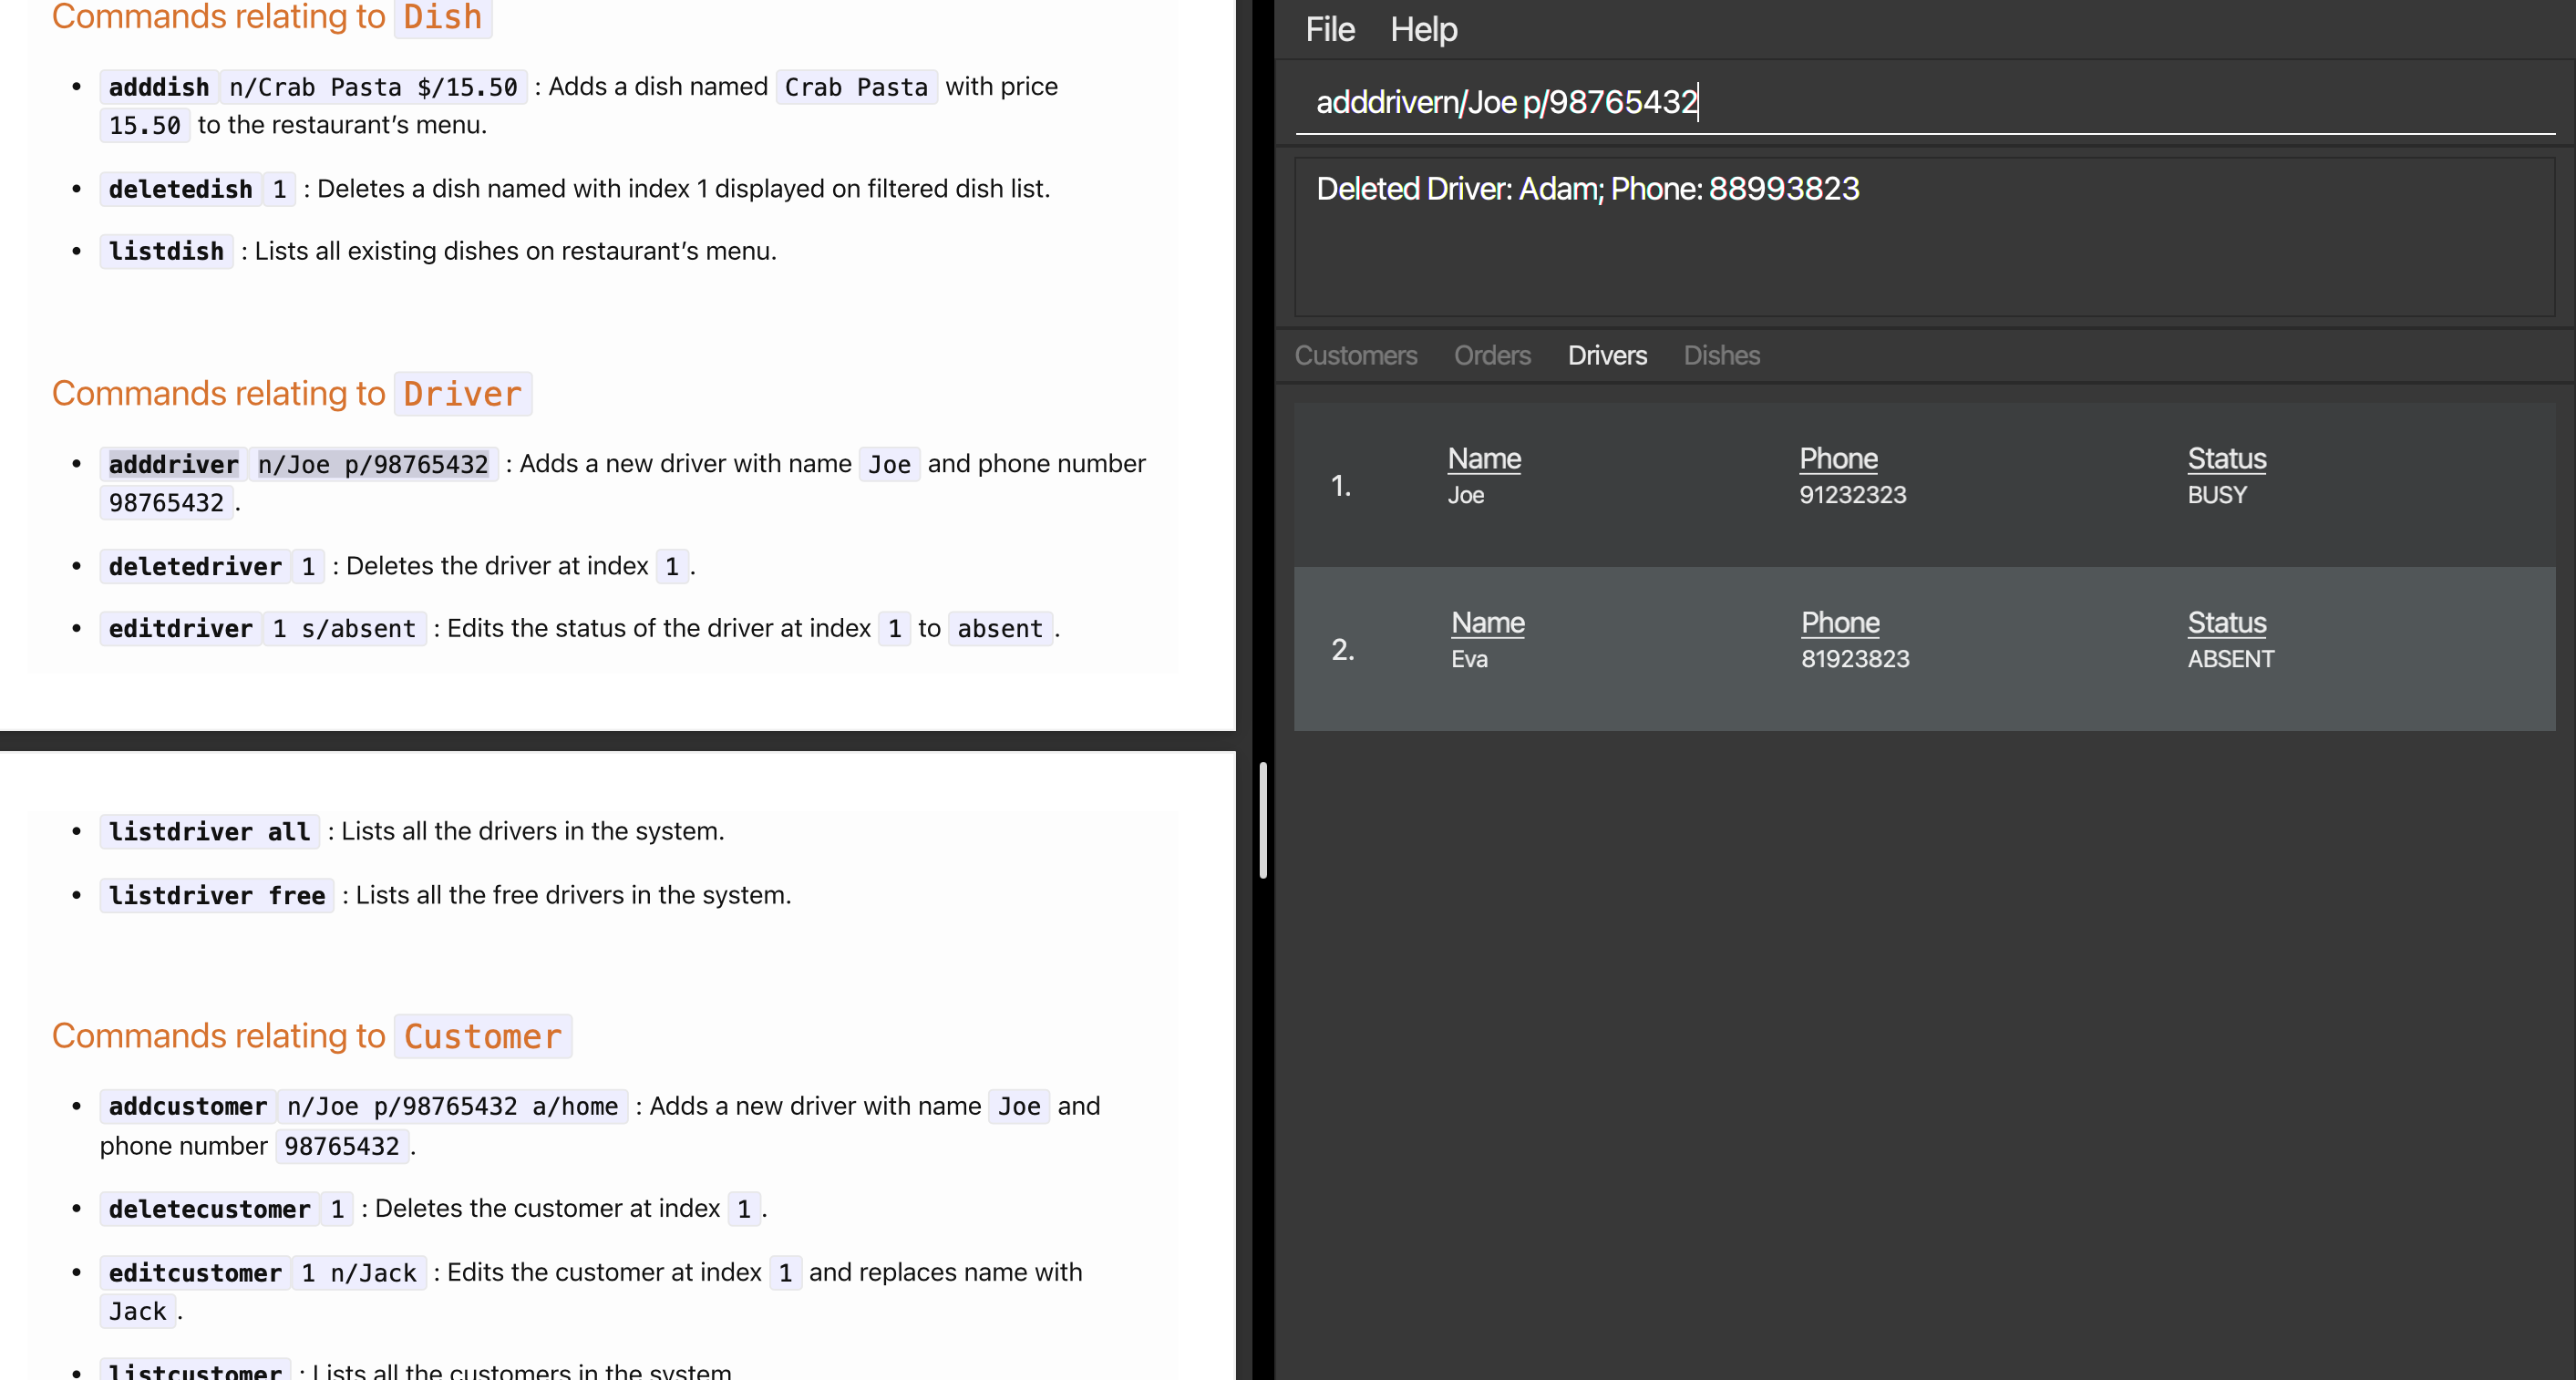 Commands relating to Dish
• adddish n/Crab Pasta $/15.50 : Adds a dish named Crab Pasta with price
15.50 to the restaurant’s menu.
• deletedish 1 : Deletes a dish named with index 1 displayed on filtered dish list.
• listdish : Lists all existing dishes on restaurant’s menu.
Commands relating to Driver
• adddriver n/Joe p/98765432 : Adds a new driver with name Joe and phone number
98765432 .
• deletedriver 1 : Deletes the driver at index 1 .
• editdriver 1 s/absent : Edits the status of the driver at index 1 to absent .
• listdriver all : Lists all the drivers in the system.
• listdriver free : Lists all the free drivers in the system.
Commands relating to Customer
• addcustomer n/Joe p/98765432 a/home : Adds a new driver with name Joe and
phone number 98765432 .
• deletecustomer 1 : Deletes the customer at index 1 .
• editcustomer 1 n/Jack : Edits the customer at index 1 and replaces name with
Jack .
• listcustomer : Lists all the customers in the system
File Help
adddrivern/Joe p/98765432
Deleted Driver: Adam; Phone: 88993823
Customers Orders Drivers Dishes
Name Phone Status
1. Joe 91232323 BUSY
Name Phone Status
2. Eva 81923823 ABSENT